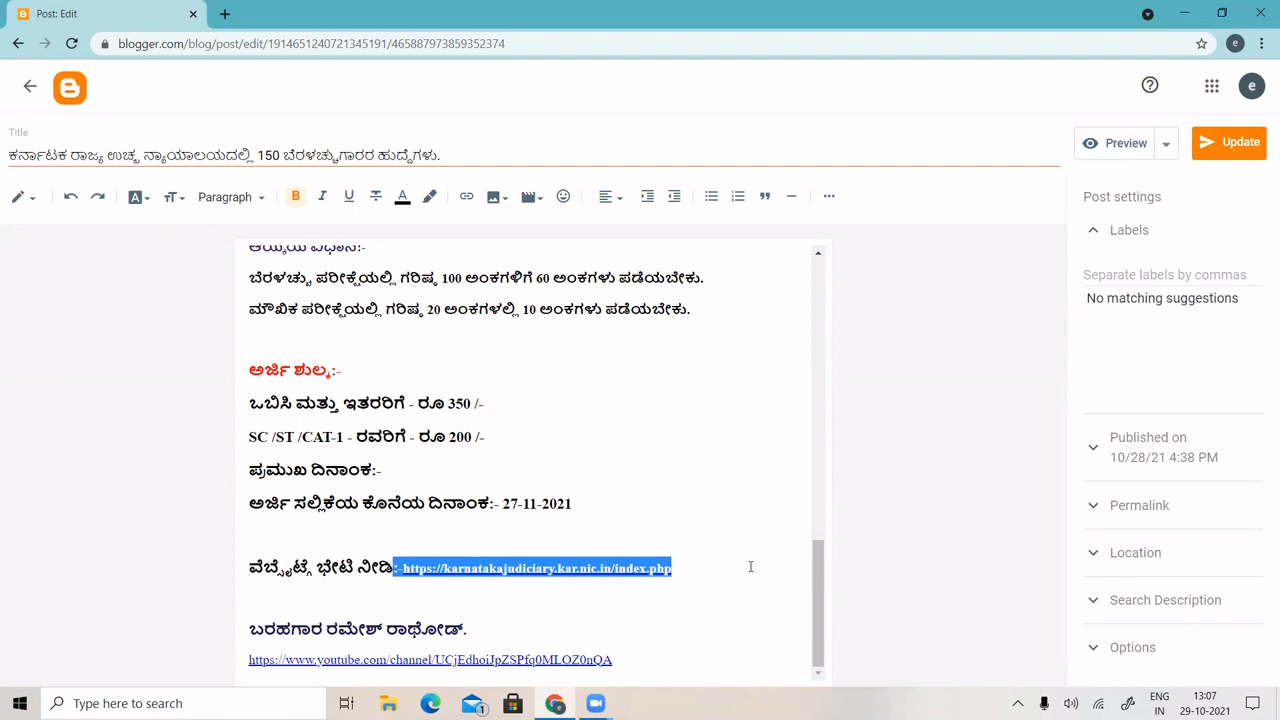 Post: Edit
blogger.com/blog/post/edit/1914651240721345191/465887973859352374
e
e
Title
ಕರ್ನಾಟಕ ರಾಜ್ಯ ಉಚ್ಚ ನ್ಯಾಯಾಲಯದಲ್ಲಿ 150 ಬೆರಳಚ್ಚುಗಾರರ ಹುದ್ದೆಗಳು.
Preview
Update
Paragraph
B
Post settings
Labels
Separate labels by commas
No matching suggestions
Published on
10/28/21 4:38 PM
Permalink
Location
Search Description
Options
ಆಯ್ಕೆಯ ವಿಧಾನ:-
ಬೆರಳಚ್ಚು ಪರೀಕ್ಷೆಯಲ್ಲಿ ಗರಿಷ್ಠ 100 ಅಂಕಗಳಿಗೆ 60 ಅಂಕಗಳು ಪಡೆಯಬೇಕು.
ಮೌಖಿಕ ಪರೀಕ್ಷೆಯಲ್ಲಿ ಗರಿಷ್ಠ 20 ಅಂಕಗಳಲ್ಲಿ 10 ಅಂಕಗಳು ಪಡೆಯಬೇಕು.
ಅರ್ಜಿ ಶುಲ್ಕ:-
ಒಬಿಸಿ ಮತ್ತು ಇತರರಿಗೆ - ರೂ 350 /-
SC /ST /CAT-1 - ರವರಿಗೆ - ರೂ 200 /-
ಪ್ರಮುಖ ದಿನಾಂಕ:-
ಅರ್ಜಿ ಸಲ್ಲಿಕೆಯ ಕೊನೆಯ ದಿನಾಂಕ:- 27-11-2021
ವೆಬ್ಸೈಟ್ಗೆ ಭೇಟಿ ನೀಡಿ:-https://karnatakajudiciary.kar.nic.in/index.php
ಬರಹಗಾರ ರಮೇಶ್ ರಾಥೋಡ್.
https://www.youtube.com/channel/UCjEdhoiJpZSPfq0MLOZ0nQA
Type here to search
1
ENG
IN
13:07
29-10-2021